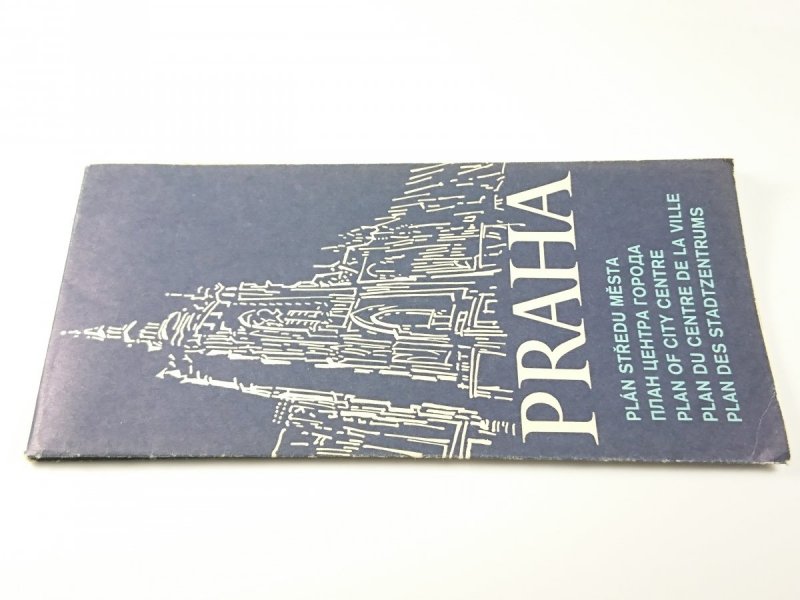 PRAHA
PLÁN STŘEDU MĚSTA
ПЛАН ЦЕНТРА ГОРОДА
PLAN OF CITY CENTRE
PLAN DU CENTRE DE LA VILLE
PLAN DES STADTZENTRUMS